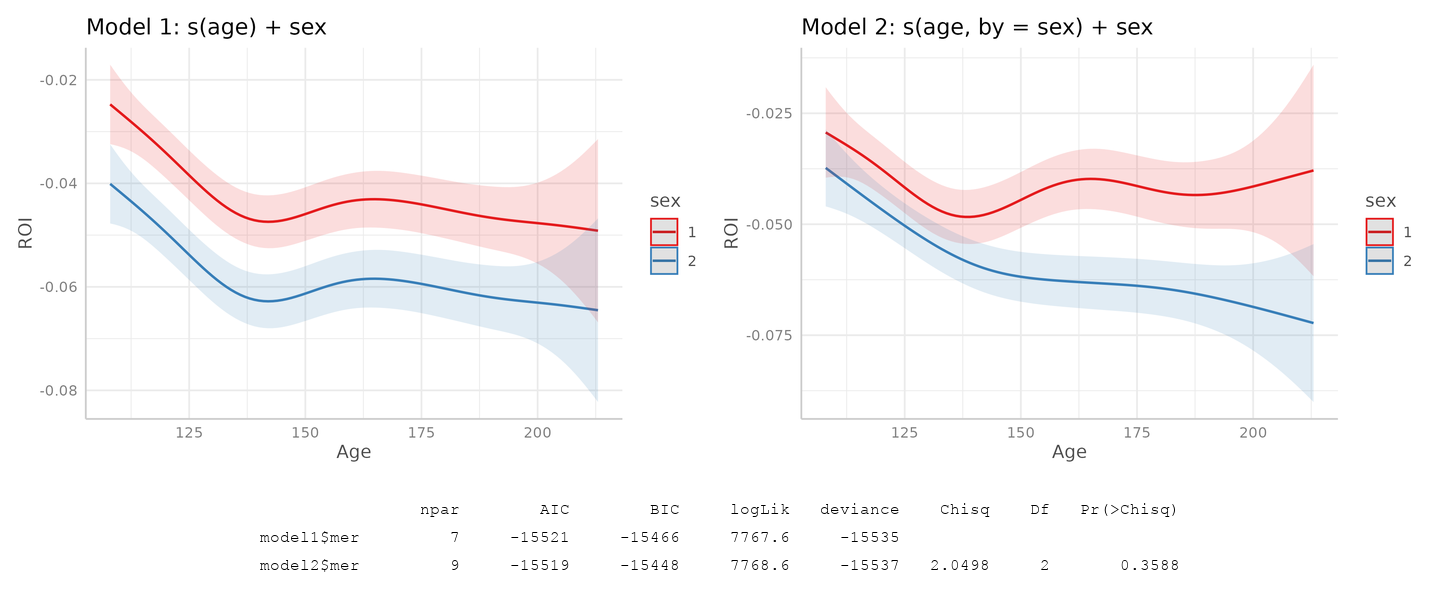 Model 1: s(age) + sex
-0.02
-0.04
-0.06
-0.08
ROI
125 150 175 200
Age
sex
1
2
Model 2: s(age, by = sex) + sex
-0.025
-0.050
-0.075
ROI
125 150 175 200
Age
sex
1
2
npar AIC BIC logLik deviance Chisq Df Pr(>Chisq)
model1$mer 7 -15521 -15466 7767.6 -15535
model2$mer 9 -15519 -15448 7768.6 -15537 2.0498 2 0.3588